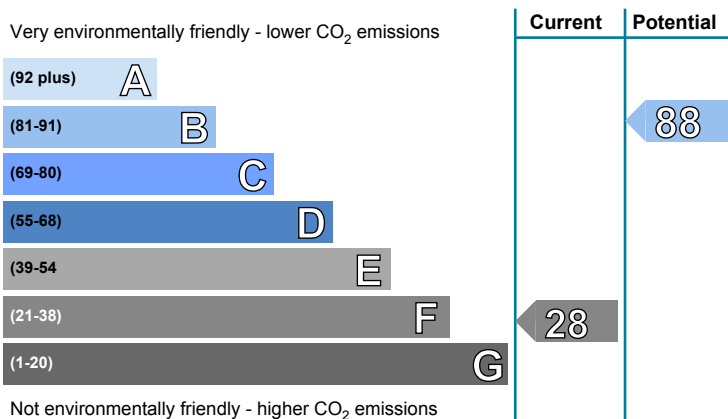 Current Potential
Very environmentally friendly - lower CO2 emissions
(92 plus) A
(81-91) B 88
(69-80) C
(55-68) D
(39-54 E
(21-38) F 28
(1-20) G
Not environmentally friendly - higher CO2 emissions